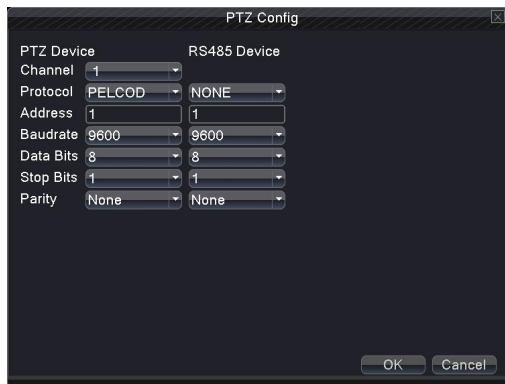 PTZ Config
PTZ Device RS485 Device
Channel 1
Protocol PELCOD NONE
Address 1 1
Baudrate 9600 9600
Data Bits 8 8
Stop Bits 1 1
Parity None None
OK Cancel